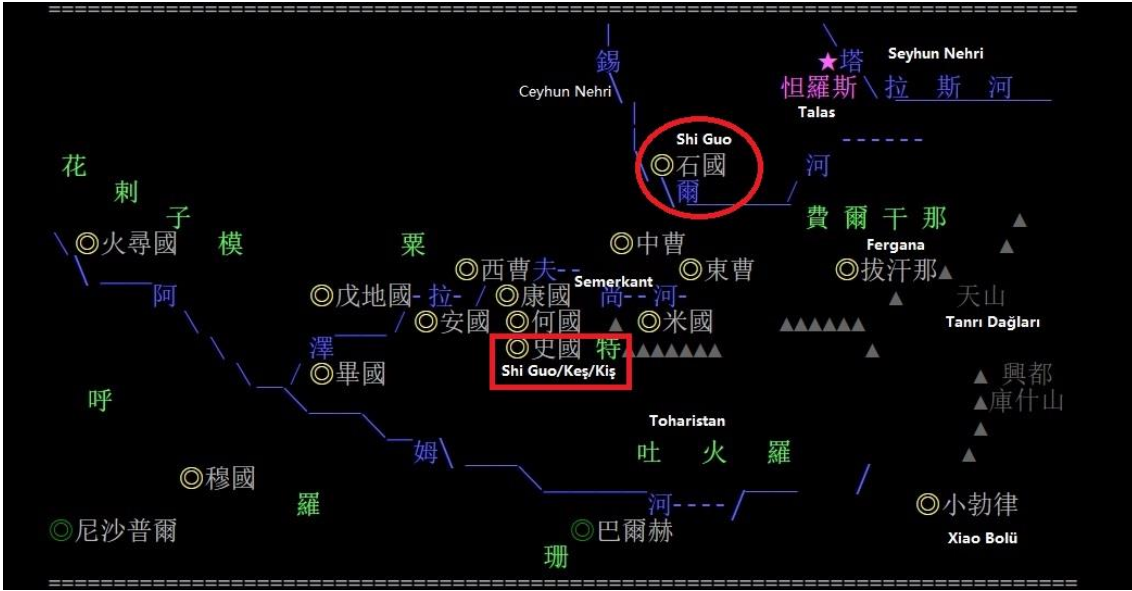 錫
★塔 Seyhun Nehri
Ceyhun Nehri 怛羅斯 拉 斯 河
Talas
Shi Guo
花 ◎石國 河
剌 爾
子 費 爾 干 那
◎火尋國 模 粟 ◎中曹 Fergana
◎西曹 夫 Semerkant ◎東曹 ◎拔汗那
阿 ◎戊地國 拉 ◎康國 尚 河 天山
◎安國 ◎何國 ◎米國 Tanrı Dağları
澤 ◎史國 特
◎畢國 Shi Guo/Keş/Kiş 興都
呼 庫什山
Toharistan
姆 吐 火 羅
◎穆國
羅 河 ◎小勃律
◎尼沙普爾 ◎巴爾赫 Xiao Bolü
珊